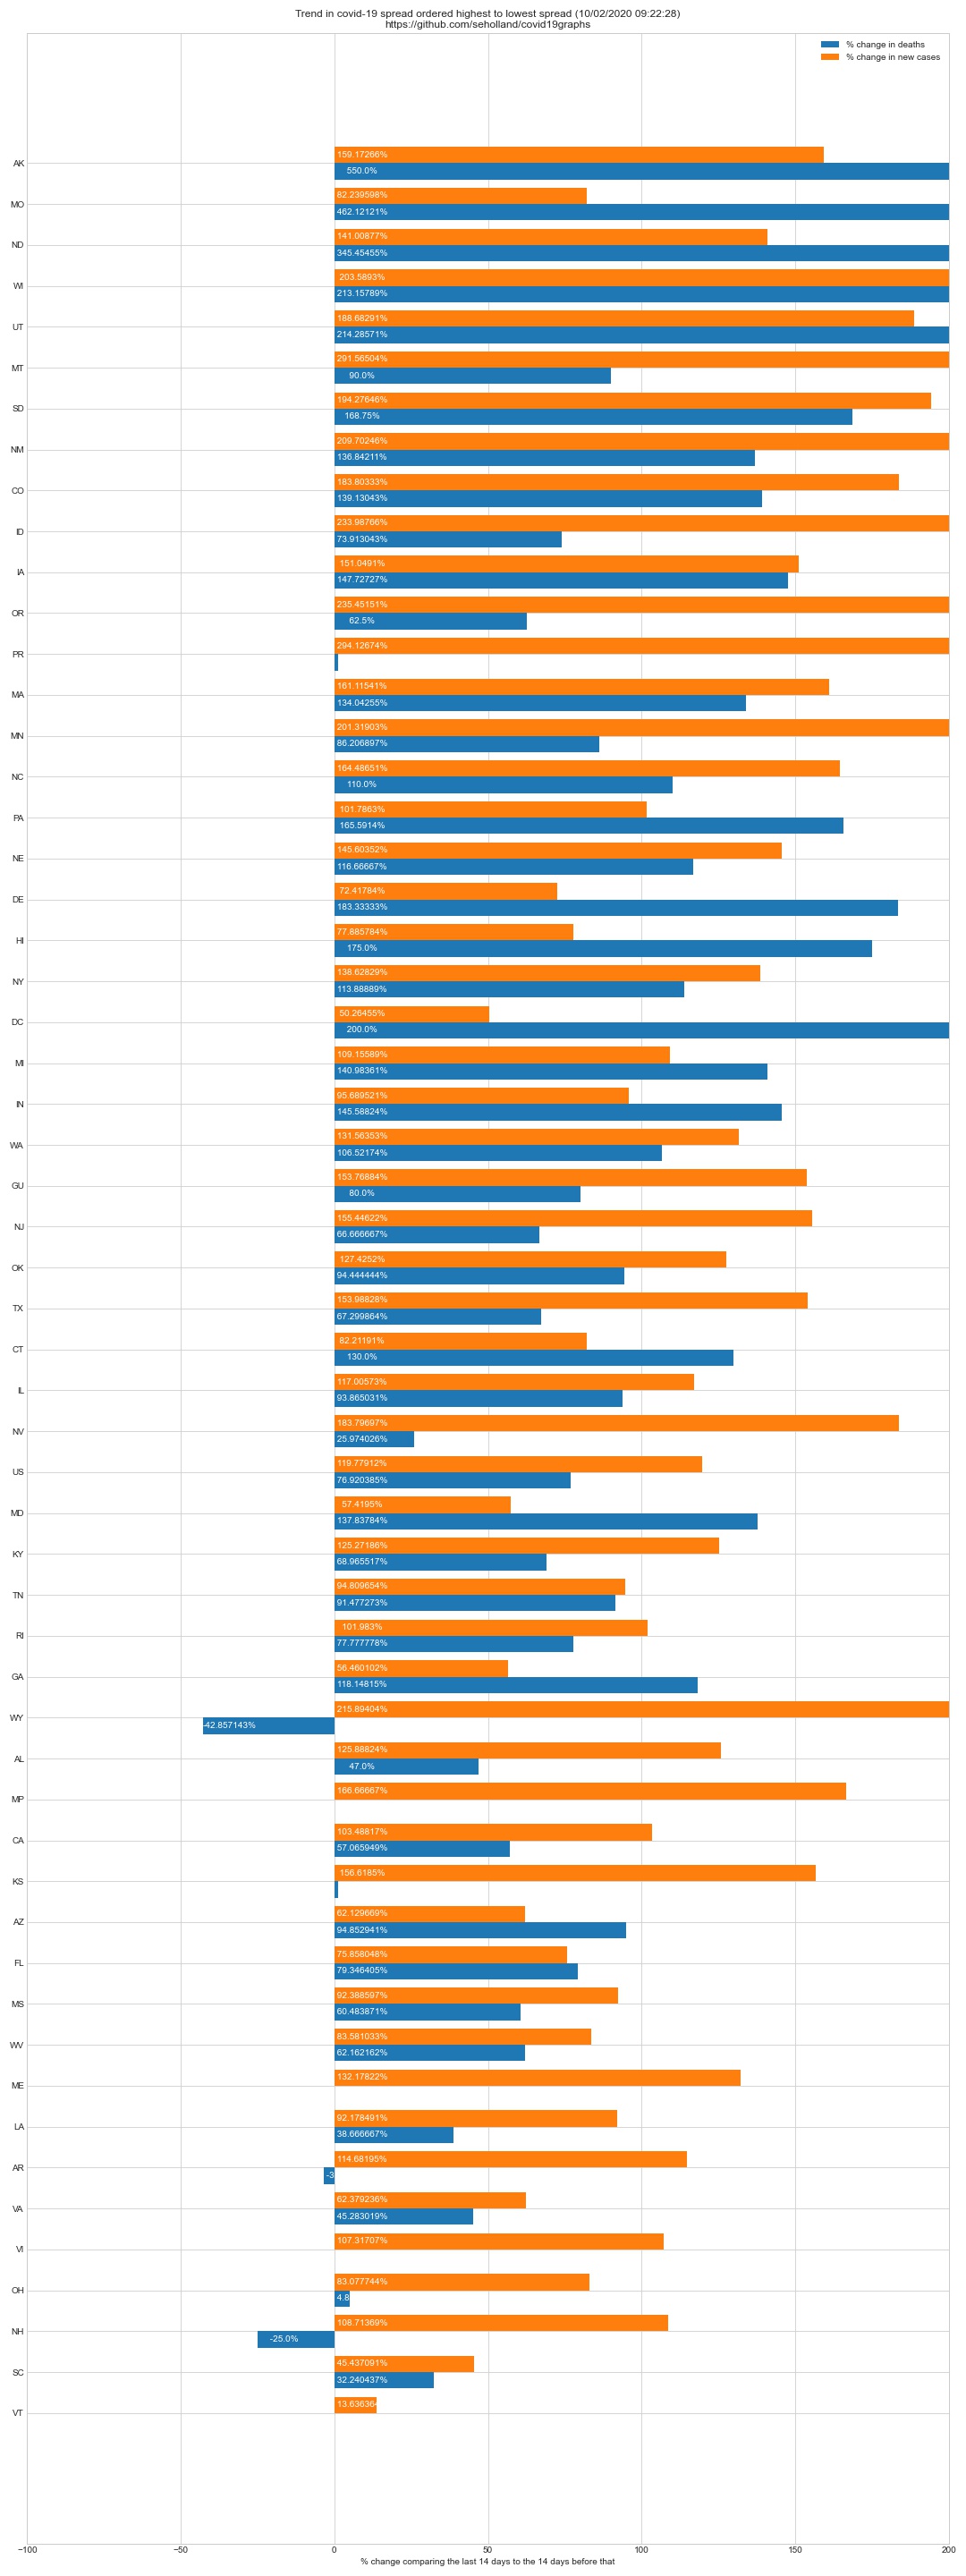 Trend in covid-19 spread ordered highest to lowest spread (10/02/2020 09:22:28)
https://github.com/seholland/covid19graphs
% change in deaths
% change in new cases
159.17266%
AK
550.0%
82.239598%
MO
462.12121%
141.00877%
ND
345.45455%
203.5893%
WI
213.15789%
188.68291%
UT
214.28571%
291.56504%
MT
90.0%
194.27646%
SD
168.75%
209.70246%
NM
136.84211%
183.80333%
CO
139.13043%
233.98766%
ID
73.913043%
151.0491%
IA
147.72727%
235.45151%
OR
62.5%
294.12674%
PR
161.11541%
MA
134.04255%
201.31903%
MN
86.206897%
164.48651%
NC
110.0%
101.7863%
PA
165.5914%
145.60352%
NE
116.66667%
72.41784%
DE
183.33333%
77.885784%
HI
175.0%
138.62829%
NY
113.88889%
50.26455%
DC
200.0%
109.15589%
MI
140.98361%
95.689521%
IN
145.58824%
131.56353%
WA
106.52174%
153.76884%
GU
80.0%
155.44622%
NJ
66.666667%
127.4252%
OK
94.444444%
153.98828%
TX
67.299864%
82.21191%
CT
130.0%
117.00573%
IL
93.865031%
183.79697%
NV
25.974026%
119.77912%
US
76.920385%
57.4195%
MD
137.83784%
125.27186%
KY
68.965517%
94.809654%
TN
91.477273%
101.983%
RI
77.777778%
56.460102%
GA
118.14815%
215.89404%
WY
-42.857143%
125.88824%
AL
47.0%
166.66667%
MP
103.48817%
CA
57.065949%
156.6185%
KS
62.129669%
AZ
94.852941%
75.858048%
FL
79.346405%
92.388597%
MS
60.483871%
83.581033%
WV
62.162162%
132.17822%
ME
92.178491%
LA
38.666667%
114.68195%
AR
-3
62.379236%
VA
45.283019%
107.31707%
VI
83.077744%
OH
4.8
108.71369%
NH
-25.0%
45.437091%
SC
32.240437%
13.636364
VT
−100 −50 0 50 100 150 200
% change comparing the last 14 days to the 14 days before that